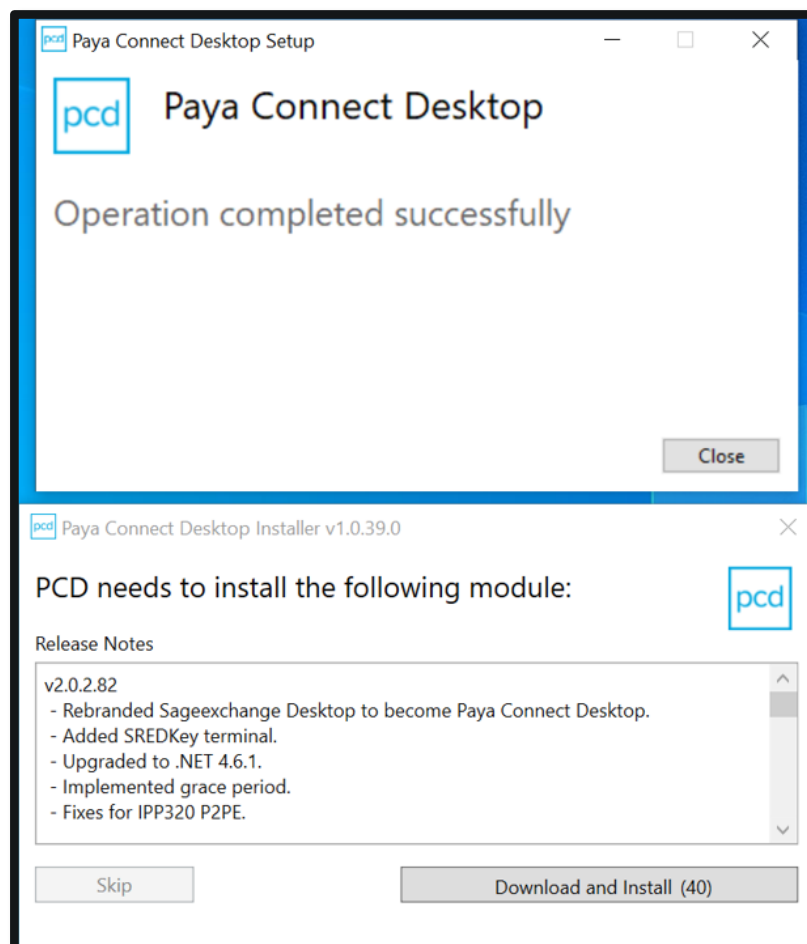 pcd Paya Connect Desktop Setup
pcd Paya Connect Desktop
Operation completed successfully
Close
pcd Paya Connect Desktop Installer v1.0.39.0
PCD needs to install the following module:
pcd
Release Notes
v2.0.2.82
- Rebranded Sageexchange Desktop to become Paya Connect Desktop.
- Added SREDKey terminal.
- Upgraded to .NET 4.6.1.
- Implemented grace period.
- Fixes for IPP320 P2PE.
Skip
Download and Install (40)